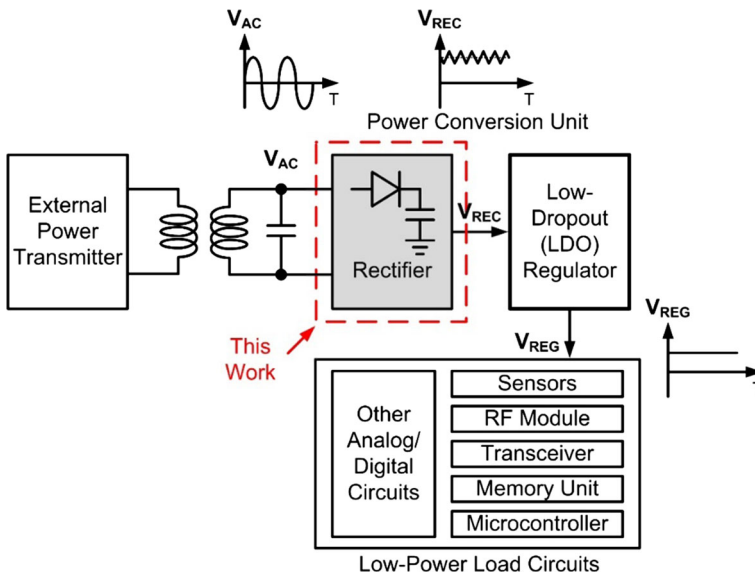 VAC
T
VREC
T
Power Conversion Unit
External
Power
Transmitter
VAC
Rectifier
VREC
Low-
Dropout
(LDO)
Regulator
This
Work
VREG
VREG
Other
Analog/
Digital
Circuits
Sensors
RF Module
Transceiver
Memory Unit
Microcontroller
Low-Power Load Circuits